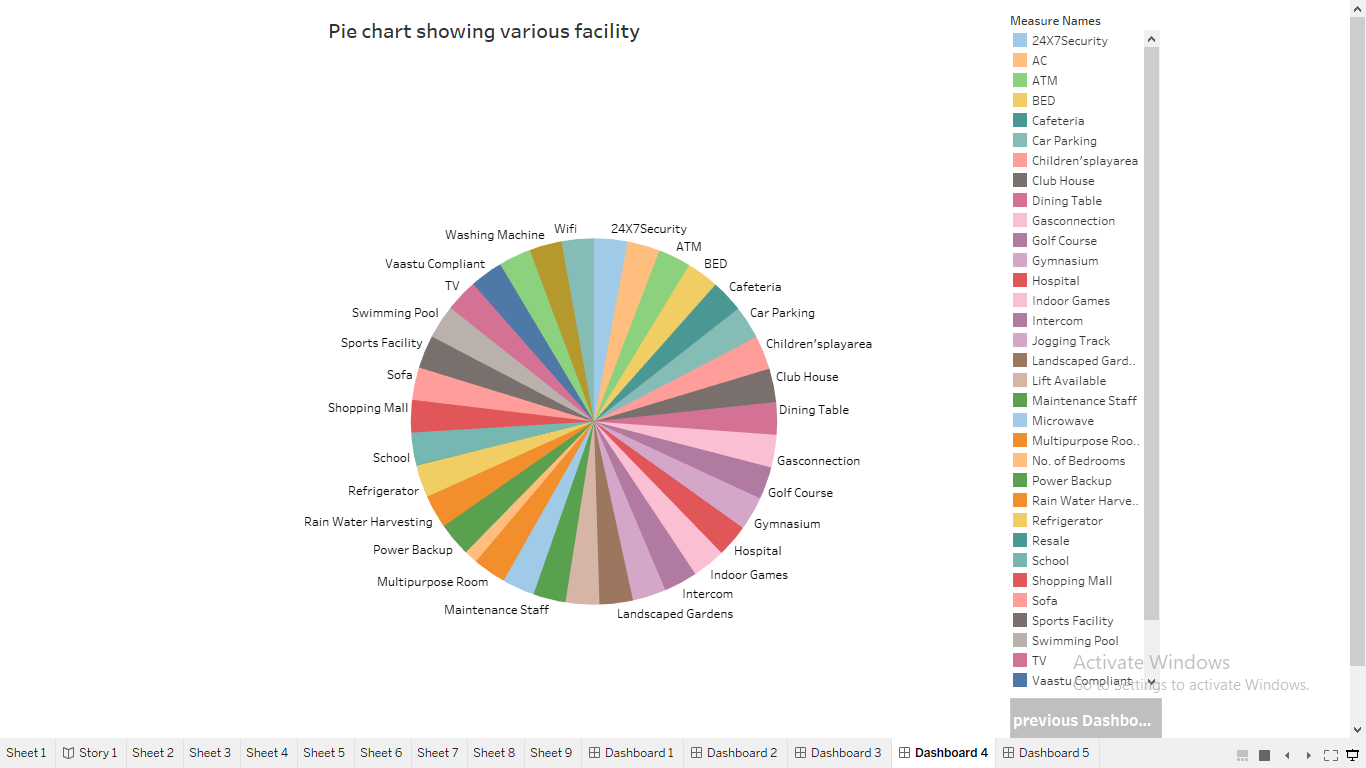 Pie chart showing various facility
Measure Names
24X7Security
AC
ATM
BED
Cafeteria
Car Parking
Children'splayarea
Club House
Dining Table
Gasconnection
Golf Course
Gymnasium
Hospital
Indoor Games
Intercom
Jogging Track
Landscaped Gard..
Lift Available
Maintenance Staff
Microwave
Multipurpose Roo..
No. of Bedrooms
Power Backup
Rain Water Harve..
Refrigerator
Resale
School
Shopping Mall
Sofa
Sports Facility
Swimming Pool
TV
Vaastu Compliant
Wifi
24X7Security
Washing Machine
ATM
Vaastu Compliant
BED
TV
Cafeteria
Swimming Pool
Car Parking
Sports Facility
Children'splayarea
Sofa
Club House
Shopping Mall
Dining Table
School
Gasconnection
Refrigerator
Golf Course
Rain Water Harvesting
Gymnasium
Power Backup
Hospital
Multipurpose Room
Indoor Games
Intercom
Maintenance Staff
Landscaped Gardens
Activate Windows
Go to Settings to activate Windows.
previous Dashbo...
Sheet 1 Story 1 Sheet 2 Sheet 3 Sheet 4 Sheet 5 Sheet 6 Sheet 7 Sheet 8 Sheet 9 Dashboard 1 Dashboard 2 Dashboard 3 Dashboard 4 Dashboard 5